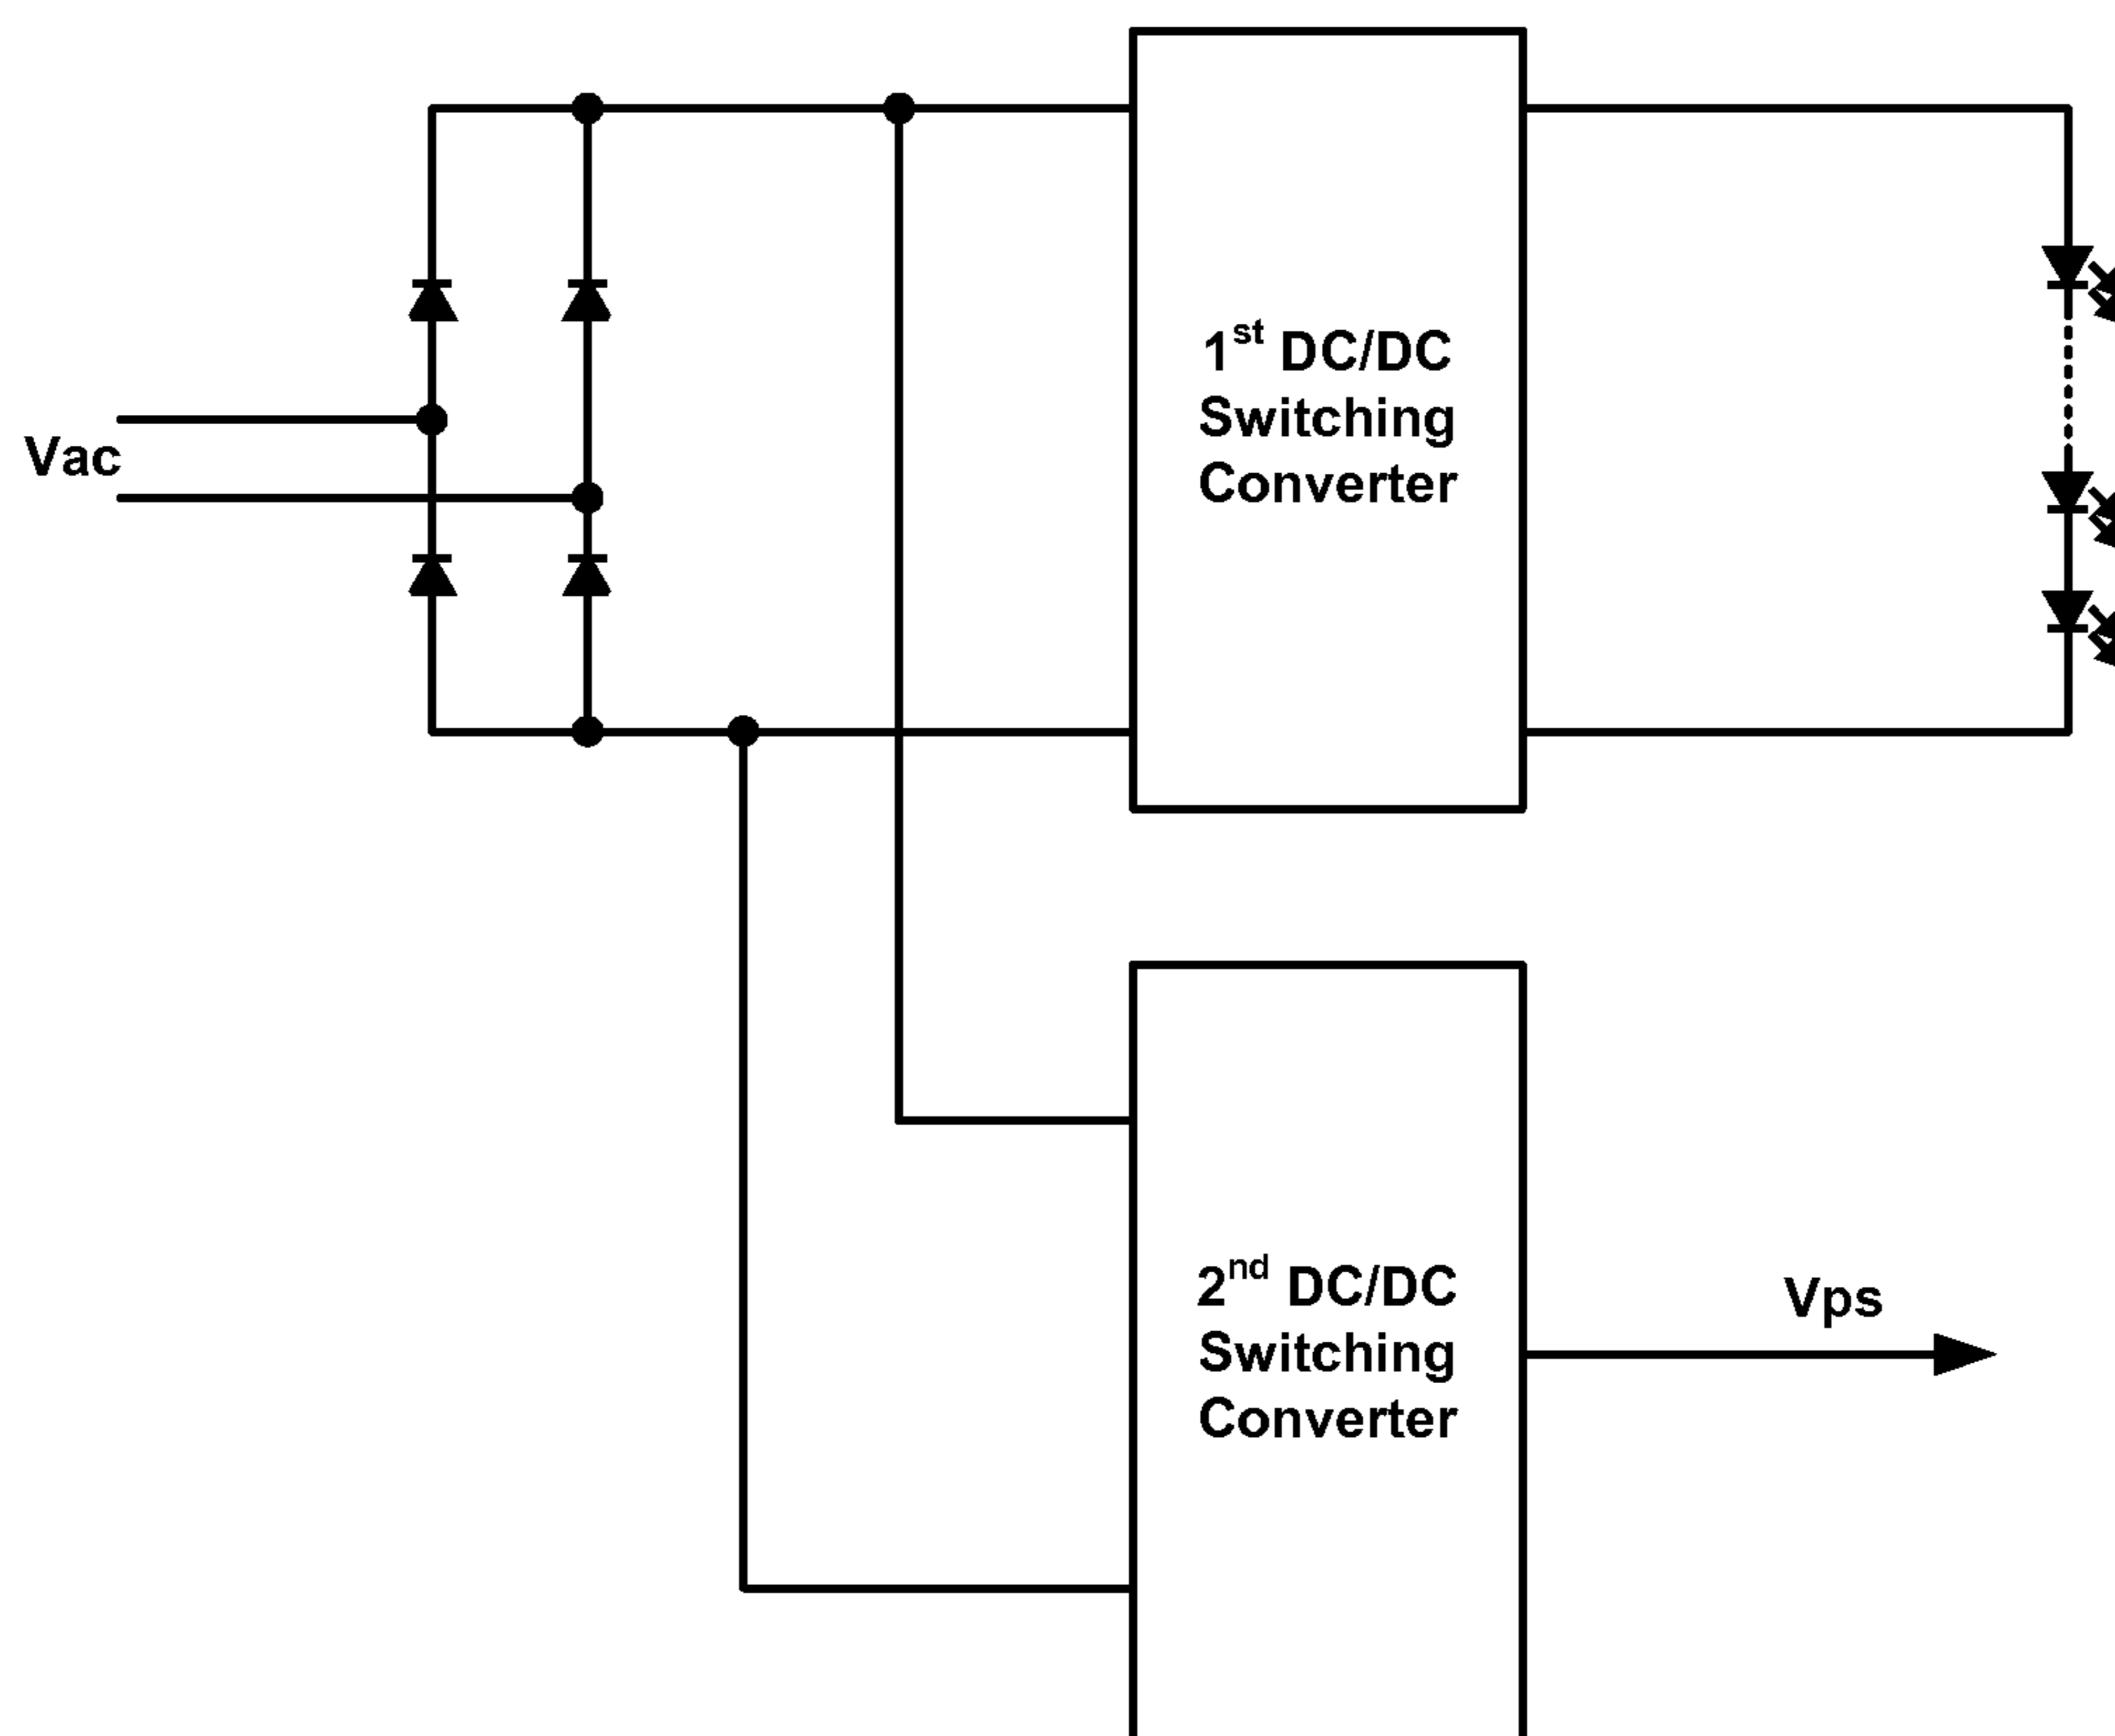 1st DC/DC
Switching
Converter
Vac
2nd DC/DC
Switching
Converter
Vps